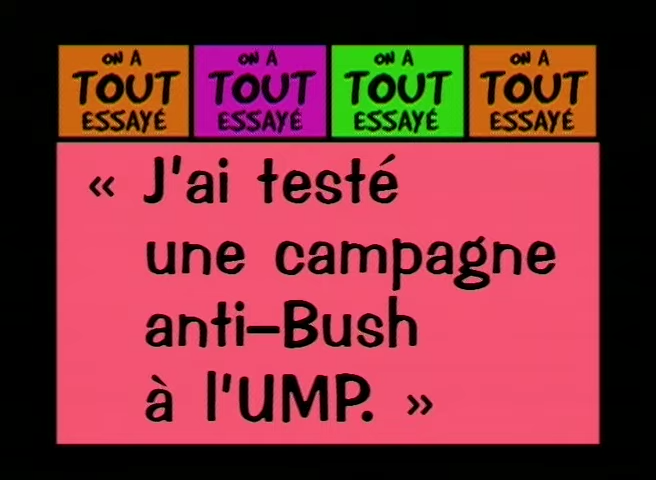 ON A TOUT ESSAYÉ
ON A TOUT ESSAYÉ
ON A TOUT ESSAYÉ
ON A TOUT ESSAYÉ
« J'ai testé
une campagne
anti-Bush
à l'UMP. »